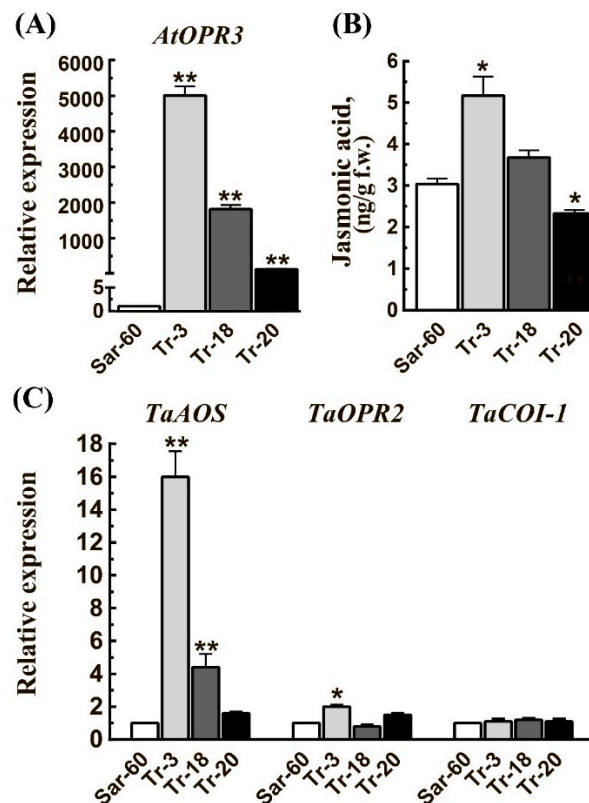 (A)
AtOPR3
Relative expression
6000
5000
4000
3000
2000
1000
5
0
**
**
**
Sar-60
Tr-3
Tr-18
Tr-20
(B)
Jasmonic acid,
(ng/g f.w.)
6
5
4
3
2
1
0
*
*
**
Sar-60
Tr-3
Tr-18
Tr-20
(C)
TaAOS
TaOPR2
TaCOI-1
Relative expression
18
16
14
12
10
8
6
4
2
0
**
**
*
Sar-60
Tr-3
Tr-18
Tr-20
Sar-60
Tr-3
Tr-18
Tr-20
Sar-60
Tr-3
Tr-18
Tr-20